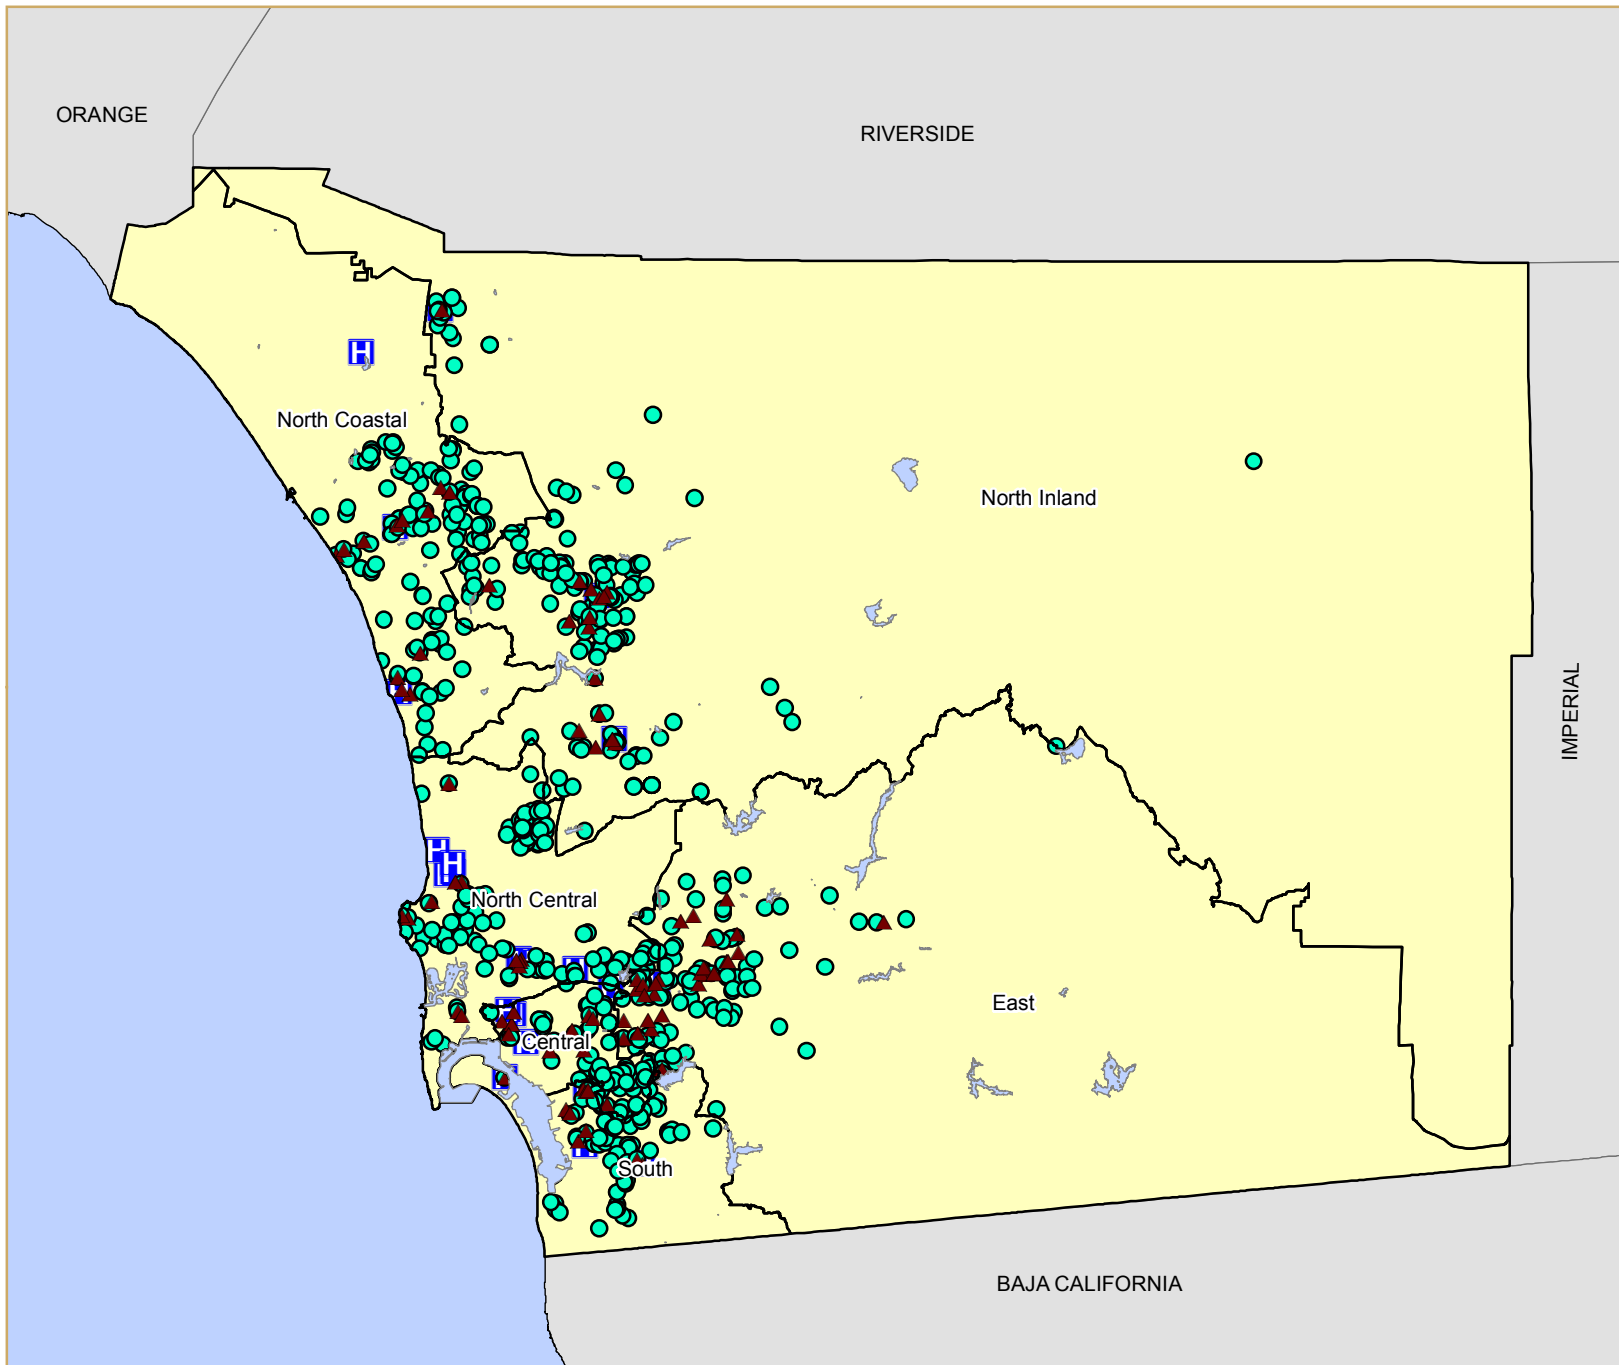 ORANGE
RIVERSIDE
H
North Coastal
North Inland
IMPERIAL
H
H
North Central
East
Central
South
BAJA CALIFORNIA